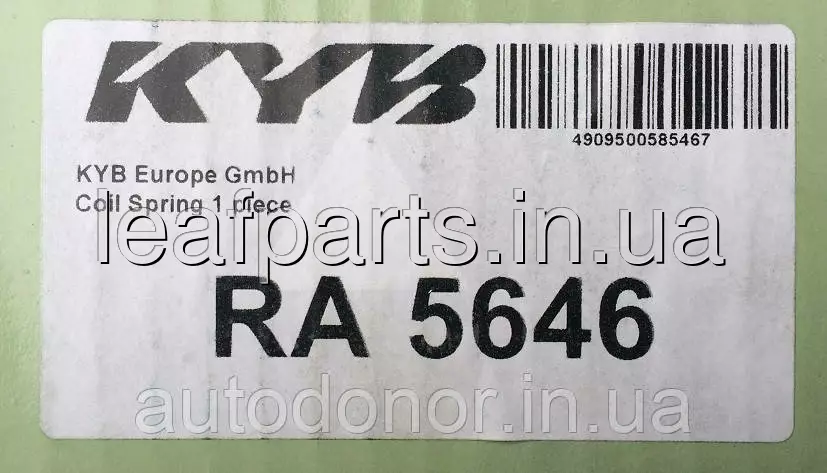 KYB
4909500585467
KYB Europe GmbH
Coil Spring 1 piece
leafparts.in.ua
RA 5646
autodonor.in.ua